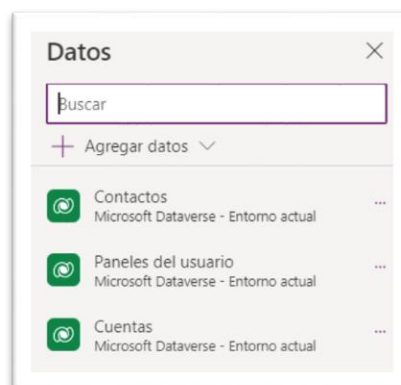 Datos
Buscar
Agregar datos
Contactos
Microsoft Dataverse - Entorno actual
Paneles del usuario
Microsoft Dataverse - Entorno actual
Cuentas
Microsoft Dataverse - Entorno actual